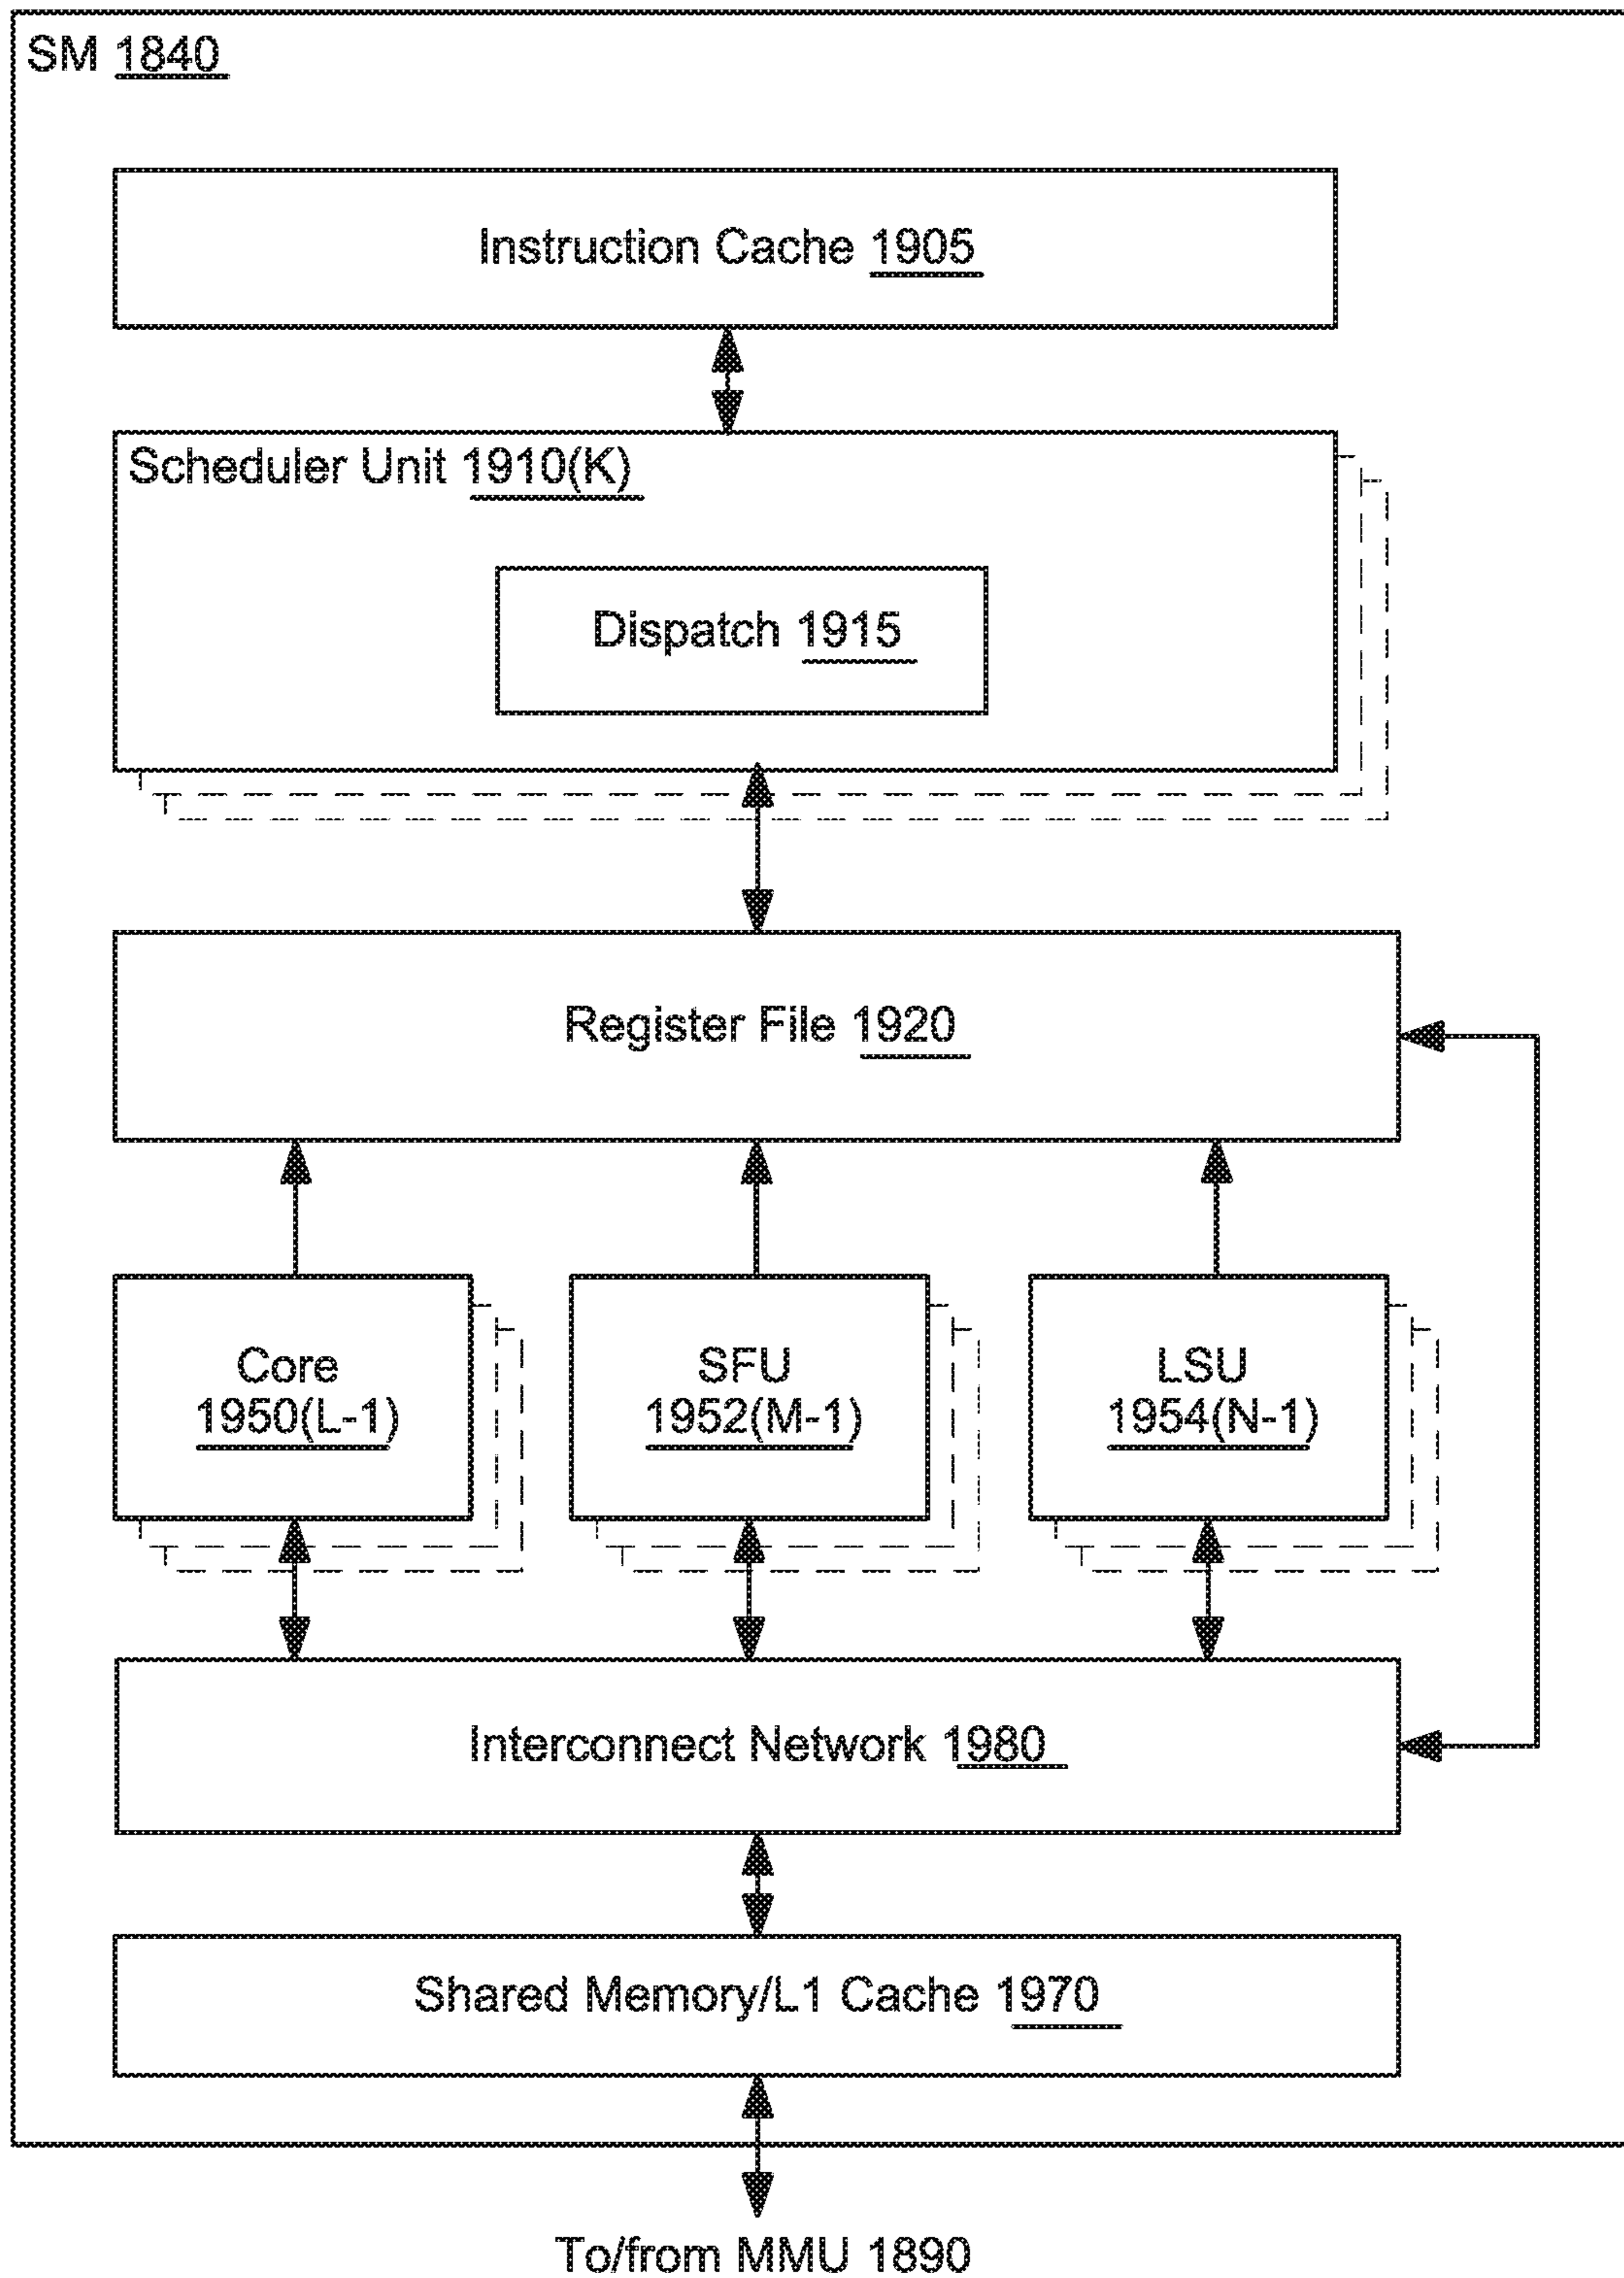 SM 1840
Instruction Cache 1905
Scheduler Unit 1910(K)
Dispatch 1915
Register File 1920
Core
1950(L-1)
SFU
1952(M-1)
LSU
1954(N-1)
Interconnect Network 1980
Shared Memory/L1 Cache 1970
To/from MMU 1890